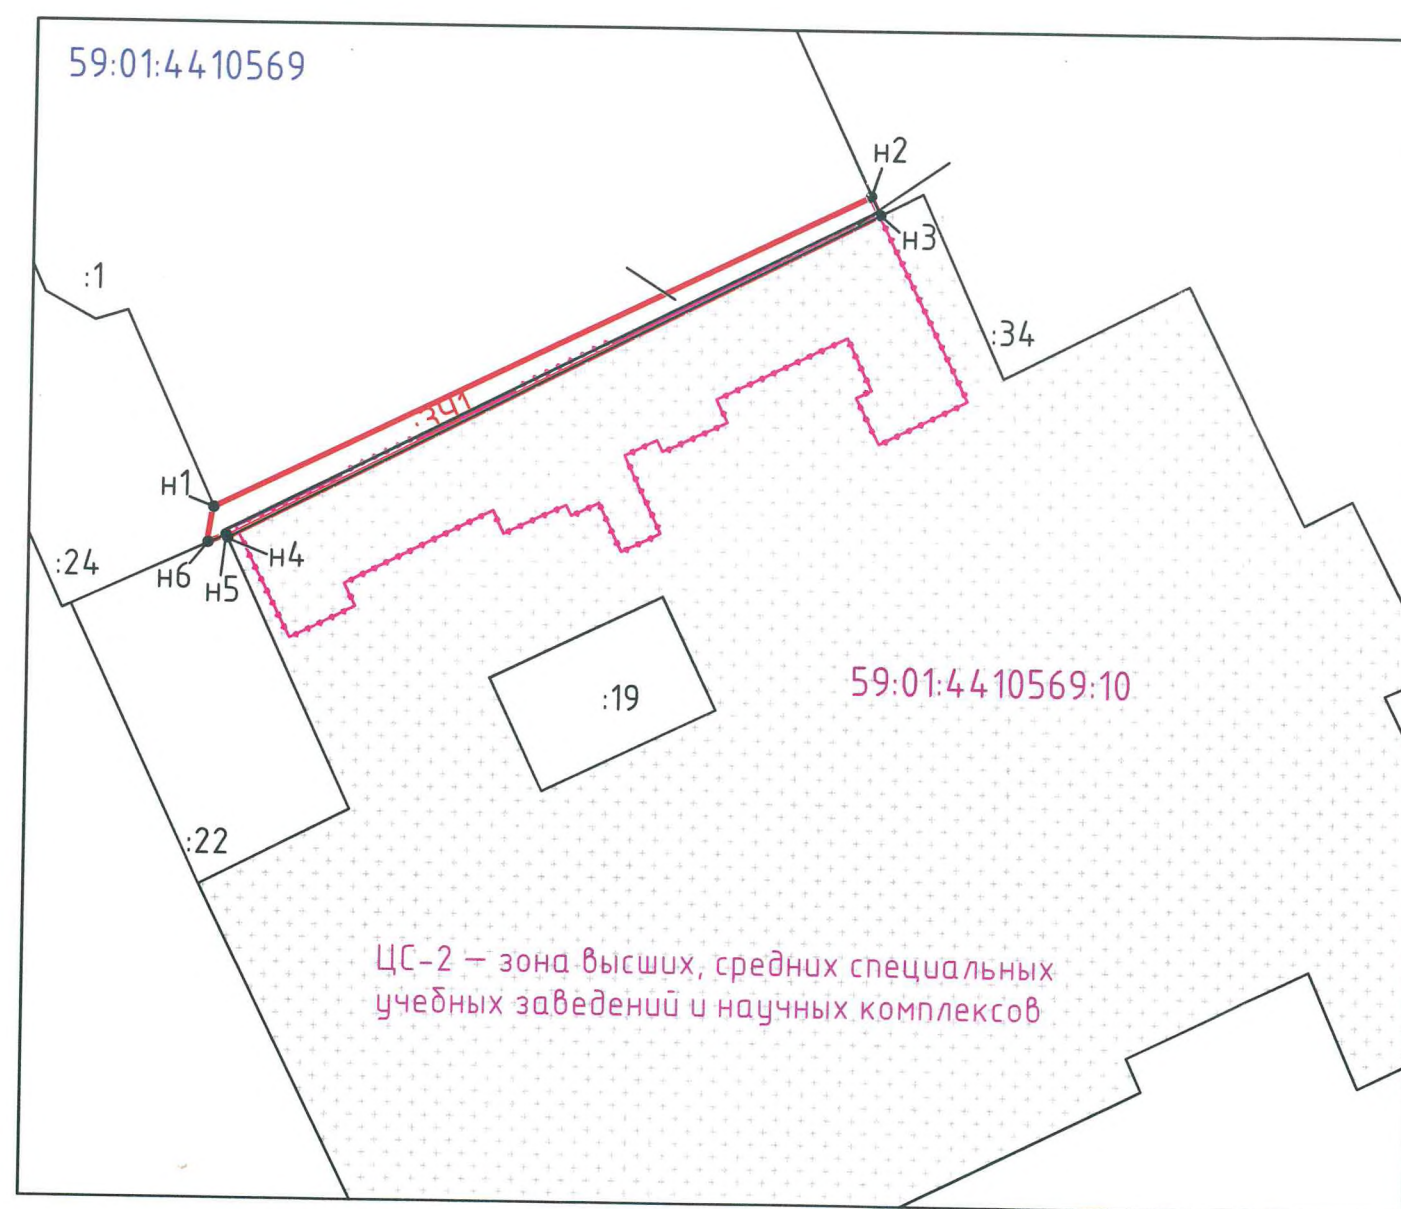 59:01:4410569
н2
н3
:1
:34
:341
н1
н4
:24
н6
н5
:19
59:01:4410569:10
:22
ЦС-2 – зона высших, средних специальных
учебных заведений и научных комплексов